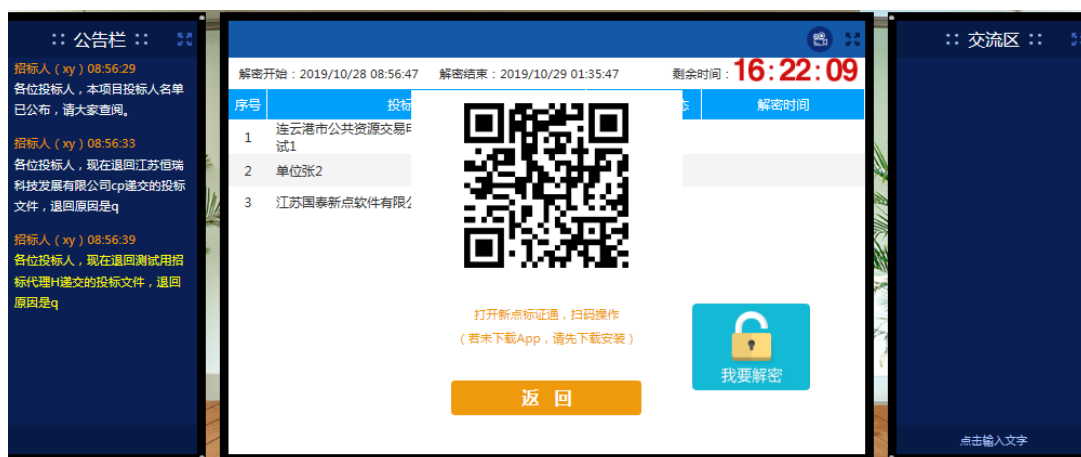 :: 公告栏 ::
招标人（xy）08:56:29
各位投标人，本项目投标人名单
已公布，请大家查阅。
招标人（xy）08:56:33
各位投标人，现在退回江苏恒瑞
科技发展有限公司cp递交的投标
文件，退回原因是q
招标人（xy）08:56:39
各位投标人，现在退回测试用招
标代理H递交的投标文件，退回
原因是q
解密开始：2019/10/28 08:56:47 解密结束：2019/10/29 01:35:47 剩余时间：16:22:09
序号 投标 态 解密时间
1 连云港市公共资源交易
试1
2 单位张2
3 江苏国泰新点软件有限
打开新点标证通，扫码操作
（若未下载App，请先下载安装）
返 回
我要解密
:: 交流区 ::
点击输入文字